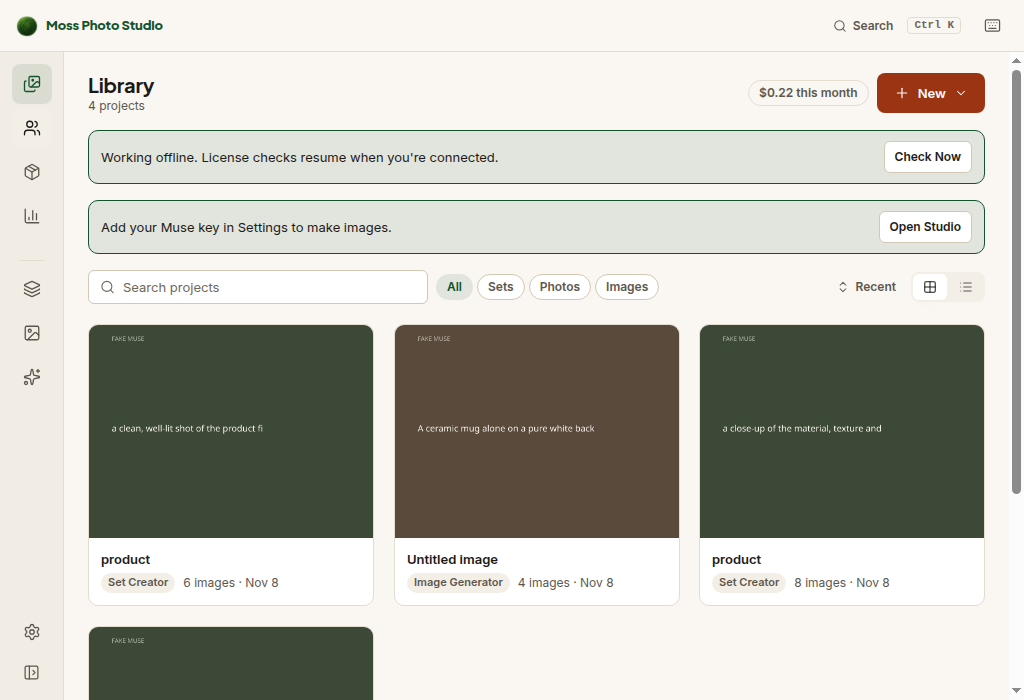 Moss Photo Studio
Search Ctrl K
Library
4 projects
$0.22 this month
New
Working offline. License checks resume when you're connected.
Check Now
Add your Muse key in Settings to make images.
Open Studio
Search projects
All Sets Photos Images
Recent
FAKE MUSE
a clean, well-lit shot of the product fi
product
Set Creator 6 images · Nov 8
FAKE MUSE
A ceramic mug alone on a pure white back
Untitled image
Image Generator 4 images · Nov 8
FAKE MUSE
a close-up of the material, texture and
product
Set Creator 8 images · Nov 8
FAKE MUSE